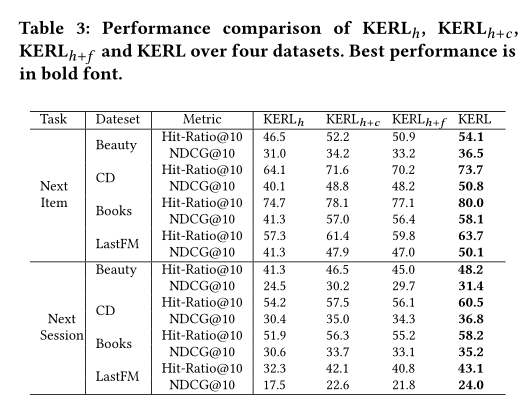 Table 3: Performance comparison of KERLh, KERLh+c,
KERLh+f and KERL over four datasets. Best performance is
in bold font.
Task Dateset Metric KERLh KERLh+c KERLh+f KERL
Beauty Hit-Ratio@10 46.5 52.2 50.9 54.1
NDCG@10 31.0 34.2 33.2 36.5
CD Hit-Ratio@10 64.1 71.6 70.2 73.7
Next Item NDCG@10 40.1 48.8 48.2 50.8
Books Hit-Ratio@10 74.7 78.1 77.1 80.0
NDCG@10 41.3 57.0 56.4 58.1
LastFM Hit-Ratio@10 57.3 61.4 59.8 63.7
NDCG@10 41.3 47.9 47.0 50.1
Beauty Hit-Ratio@10 41.3 46.5 45.0 48.2
NDCG@10 24.5 30.2 29.7 31.4
CD Hit-Ratio@10 54.2 57.5 56.1 60.5
Next Session NDCG@10 30.4 35.0 34.3 36.8
Books Hit-Ratio@10 51.9 56.3 55.2 58.2
NDCG@10 30.6 33.7 33.1 35.2
LastFM Hit-Ratio@10 32.3 42.1 40.8 43.1
NDCG@10 17.5 22.6 21.8 24.0